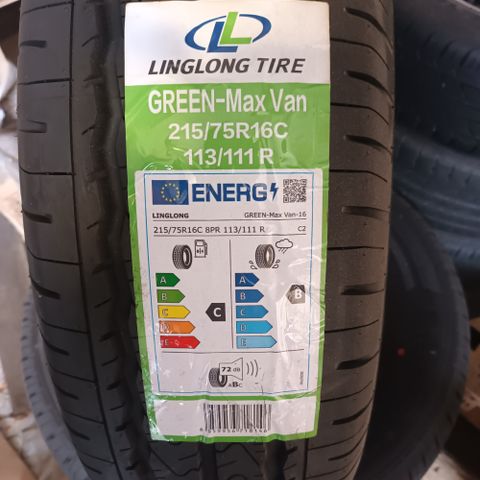 LINGLONG TIRE
GREEN-Max Van
215/75R16C
113/111 R
ENERG
LINGLONG GREEN-Max Van-16
215/75R16C 8PR 113/111 R C2
A A
B B B
C C C
D D
E E
72 dB
ABC